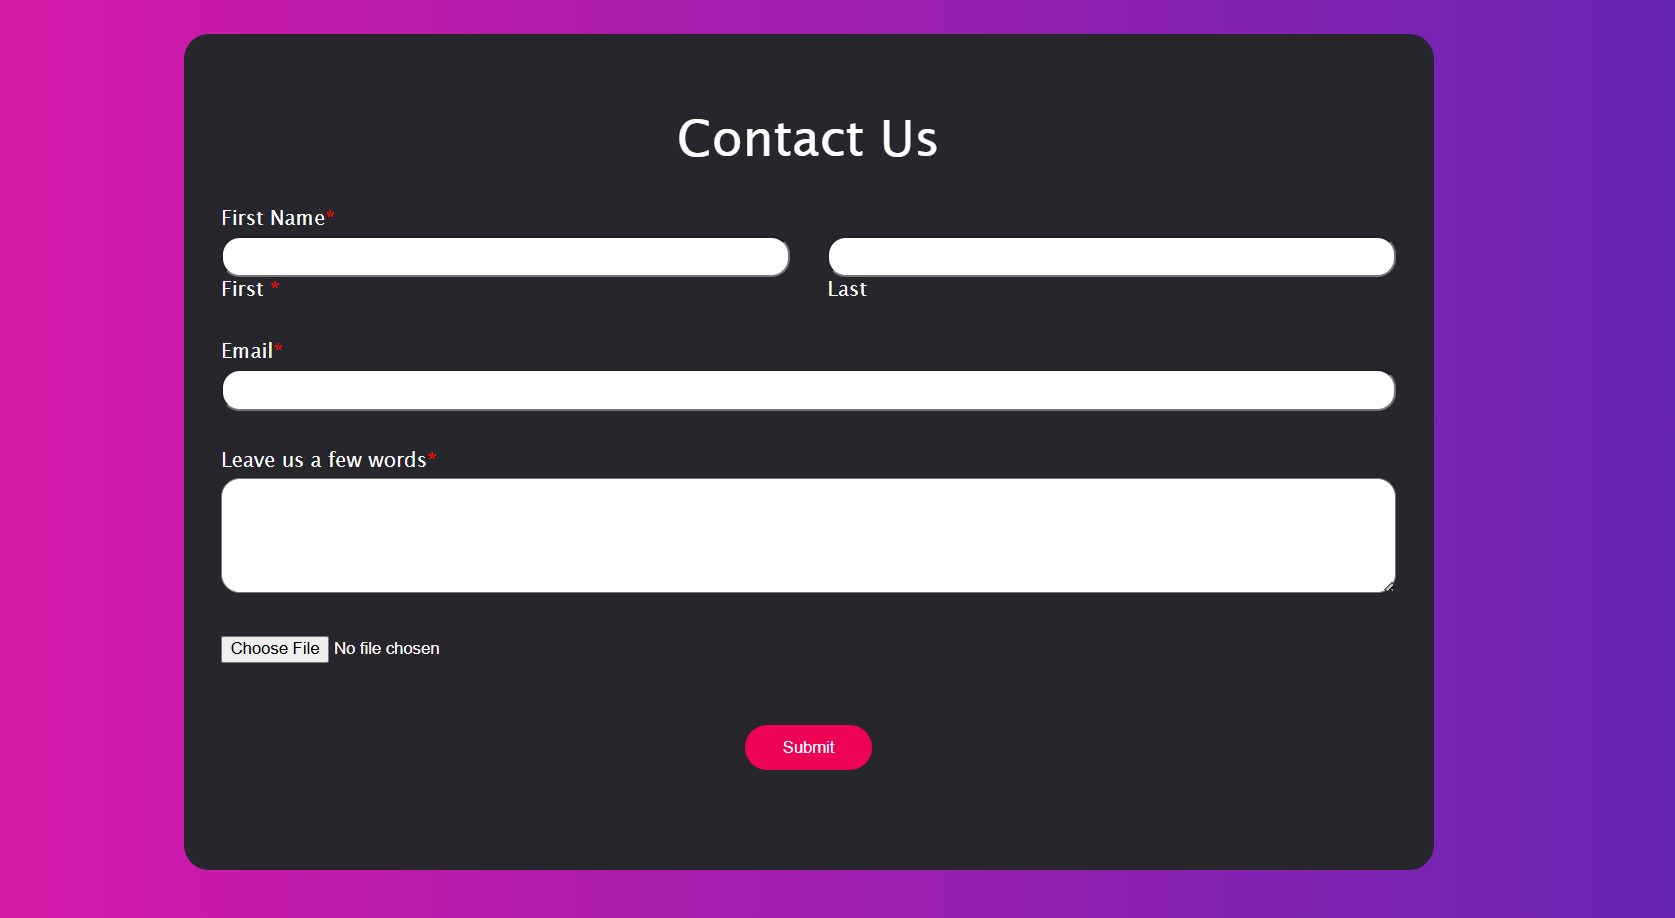 Contact Us
First Name*
First * Last
Email*
Leave us a few words*
Choose File No file chosen
Submit